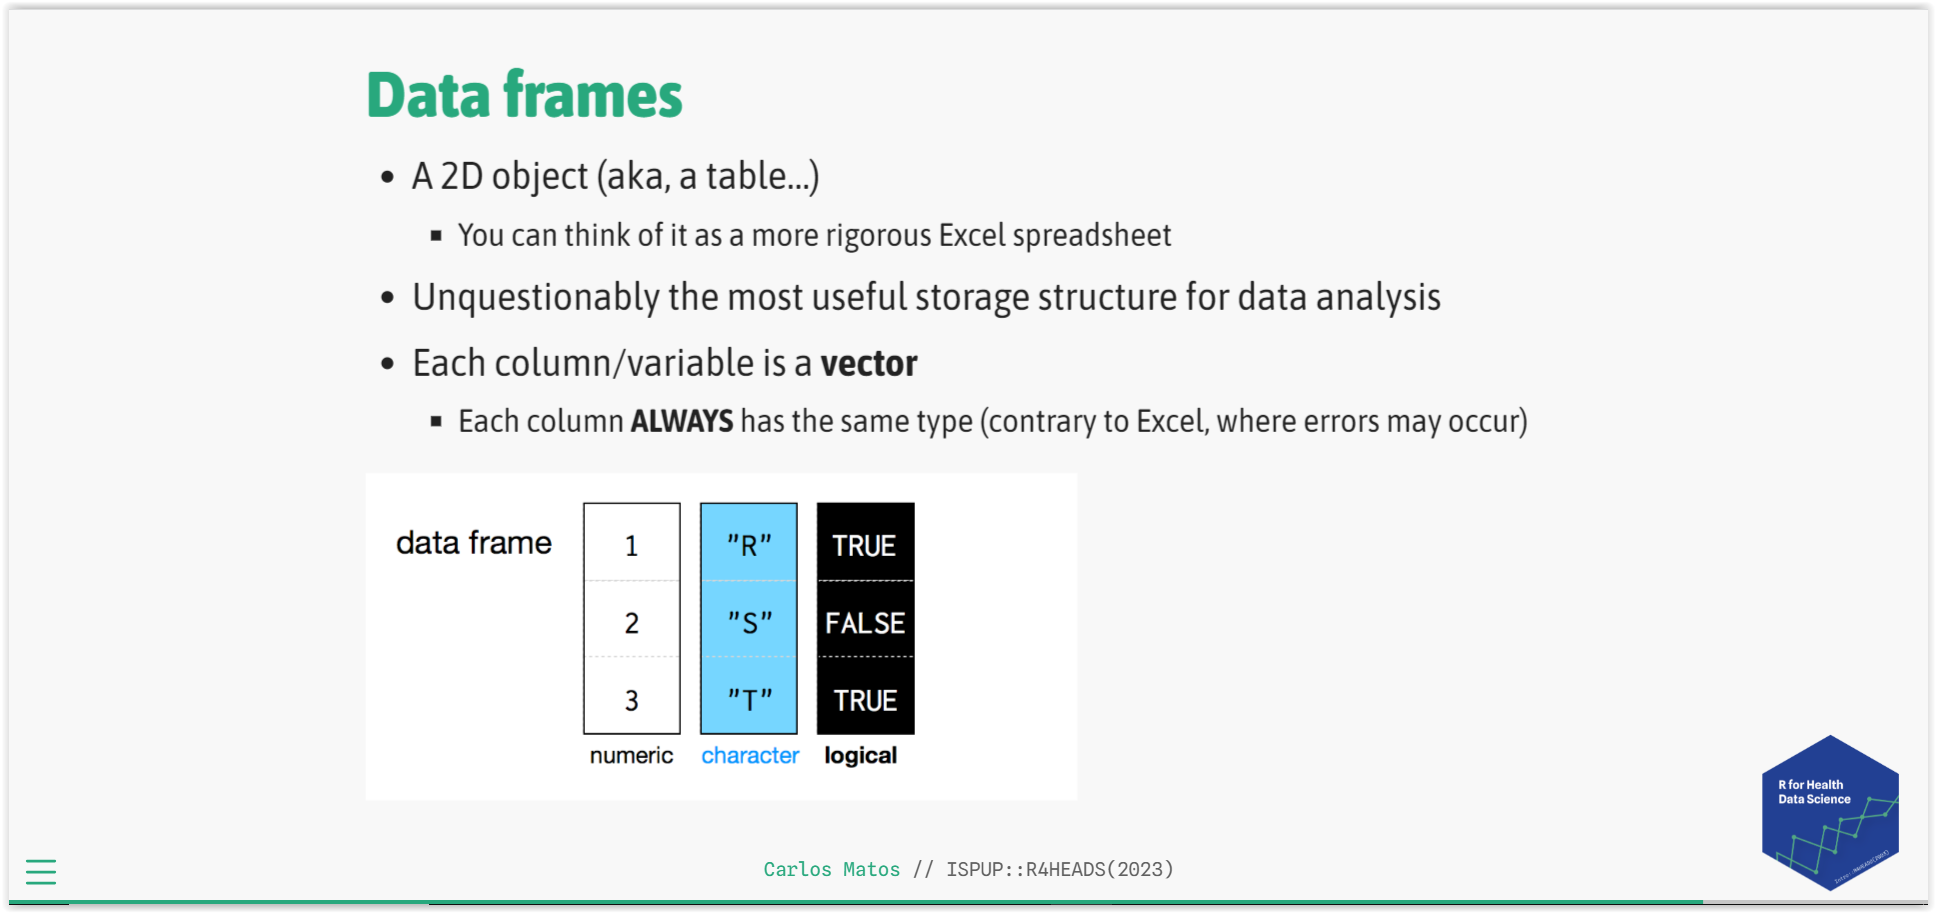 Data frames
• A 2D object (aka, a table...)
▪ You can think of it as a more rigorous Excel spreadsheet
• Unquestionably the most useful storage structure for data analysis
• Each column/variable is a vector
▪ Each column ALWAYS has the same type (contrary to Excel, where errors may occur)
data frame
1 "R" TRUE
2 "S" FALSE
3 "T" TRUE
numeric character logical
R for Health
Data Science
Carlos Matos // ISPUP::R4HEADS(2023)